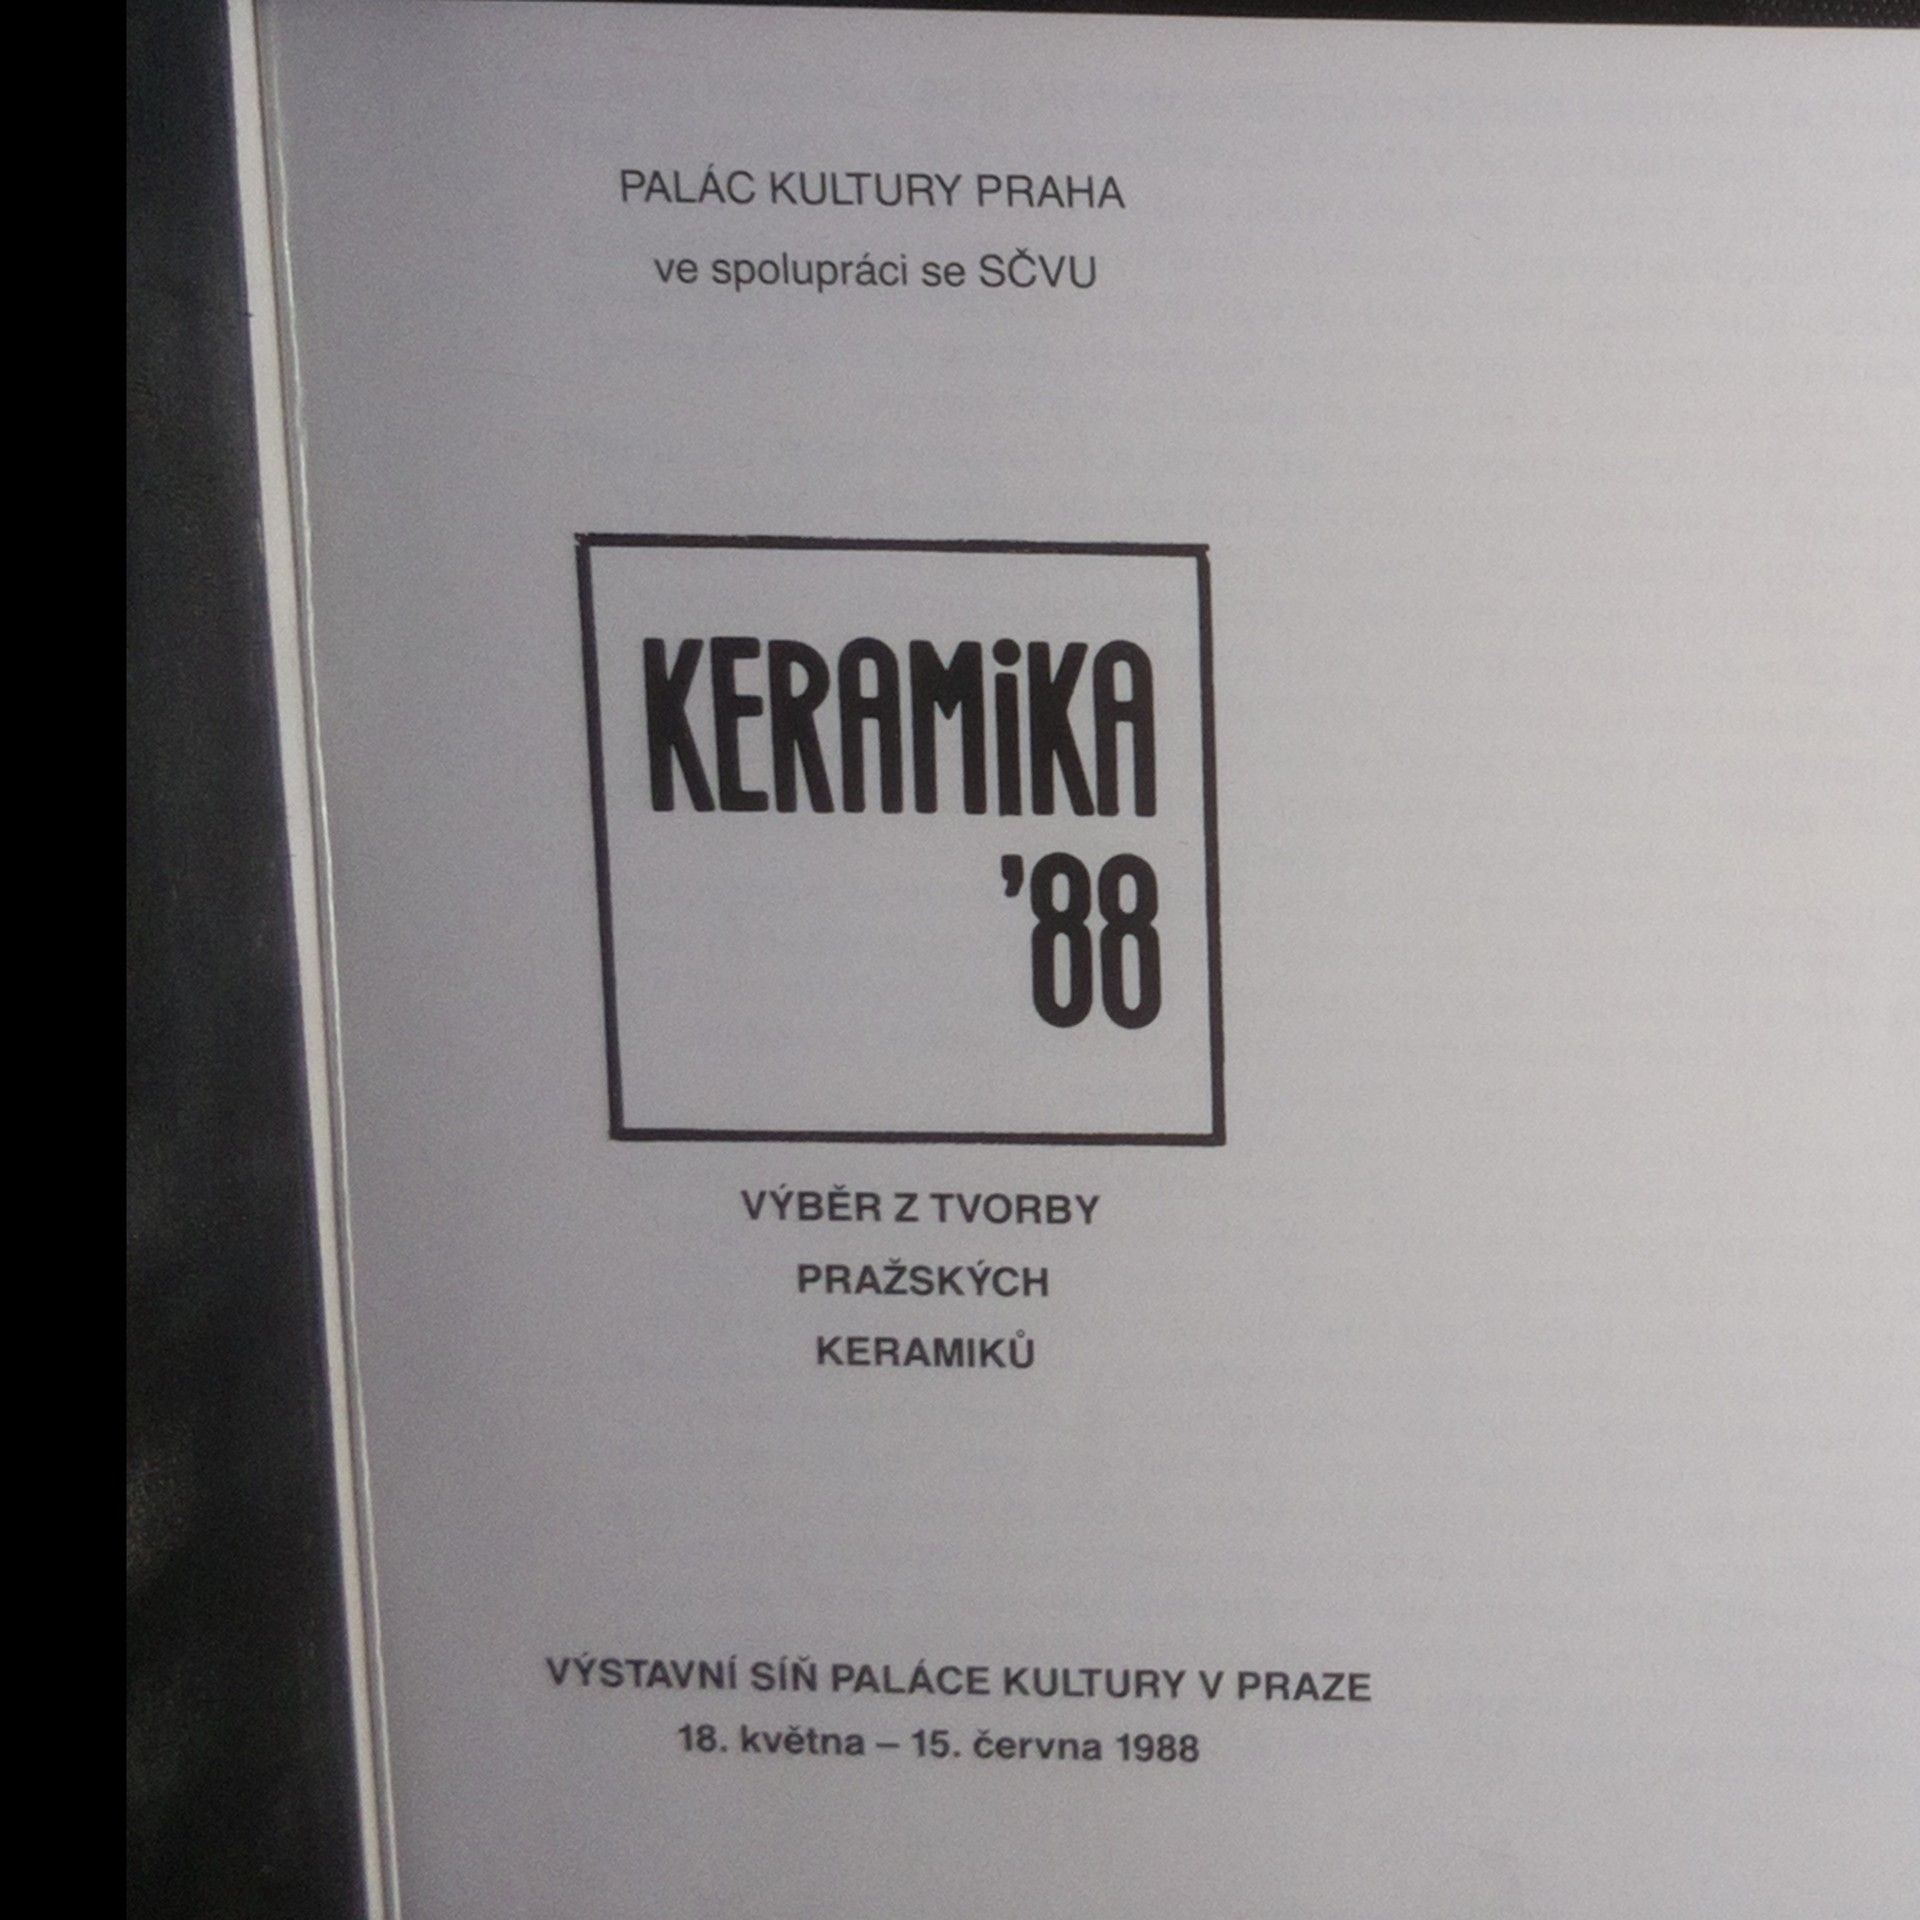 PALÁC KULTURY PRAHA
ve spolupráci se SČVU
KERAMiKA
’88
VÝBĚR Z TVORBY
PRAŽSKÝCH
KERAMIKŮ
VÝSTAVNÍ SÍŇ PALÁCE KULTURY V PRAZE
18. května – 15. června 1988